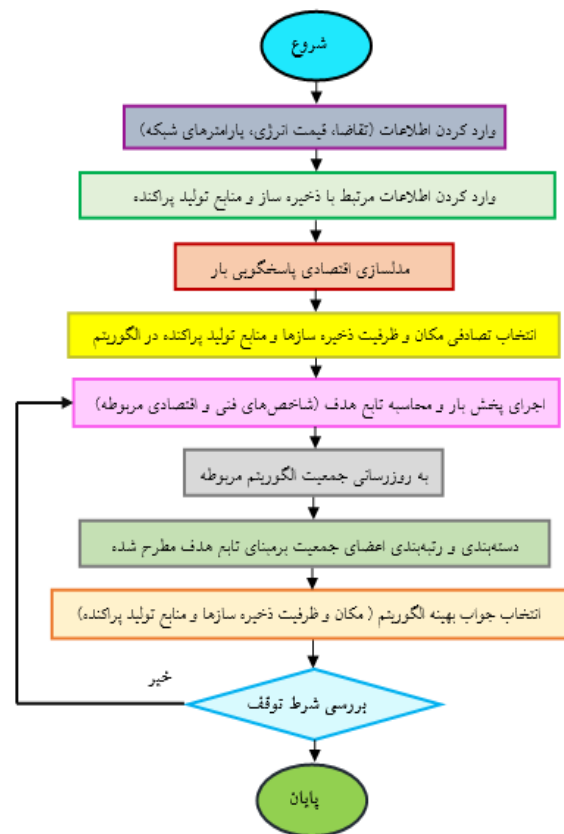 شروع
وارد کردن اطلاعات (تقاضا، قیمت انرژی، پارامترهای شبکه)
وارد کردن اطلاعات مرتبط با ذخیره ساز و منابع تولید پراکنده
مدلسازی اقتصادی پاسخگویی بار
انتخاب تصادفی مکان و ظرفیت ذخیره سازها و منابع تولید پراکنده در الگوریتم
اجرای پخش بار و محاسبه تابع هدف (شاخص‌های فنی و اقتصادی مربوطه)
به روزرسانی جمعیت الگوریتم مربوطه
دسته‌بندی و رتبه‌بندی اعضای جمعیت برمبنای تابع هدف مطرح شده
انتخاب جواب بهینه الگوریتم ( مکان و ظرفیت ذخیره سازها و منابع تولید پراکنده)
خیر
بررسی شرط توقف
پایان